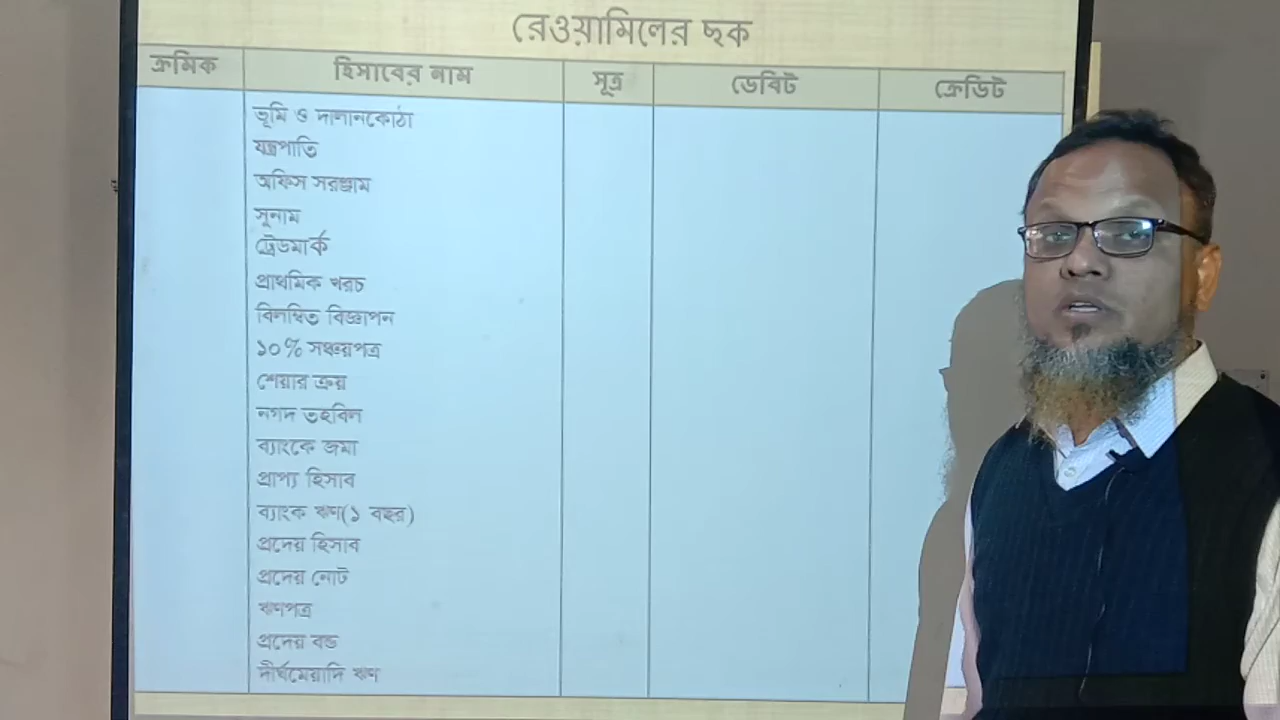 রেওয়ামিলের ছক
ক্রমিক হিসাবের নাম সূত্র ডেবিট ক্রেডিট
ভূমি ও দালানকোঠা
যন্ত্রপাতি
অফিস সরঞ্জাম
সুনাম
ট্রেডমার্ক
প্রাথমিক খরচ
বিলম্বিত বিজ্ঞাপন
১০% সঞ্চয়পত্র
শেয়ার ক্রয়
নগদ তহবিল
ব্যাংকে জমা
প্রাপ্য হিসাব
ব্যাংক ঋণ(১ বছর)
প্রদেয় হিসাব
প্রদেয় নোট
ঋণপত্র
প্রদেয় বন্ড
দীর্ঘমেয়াদি ঋণ